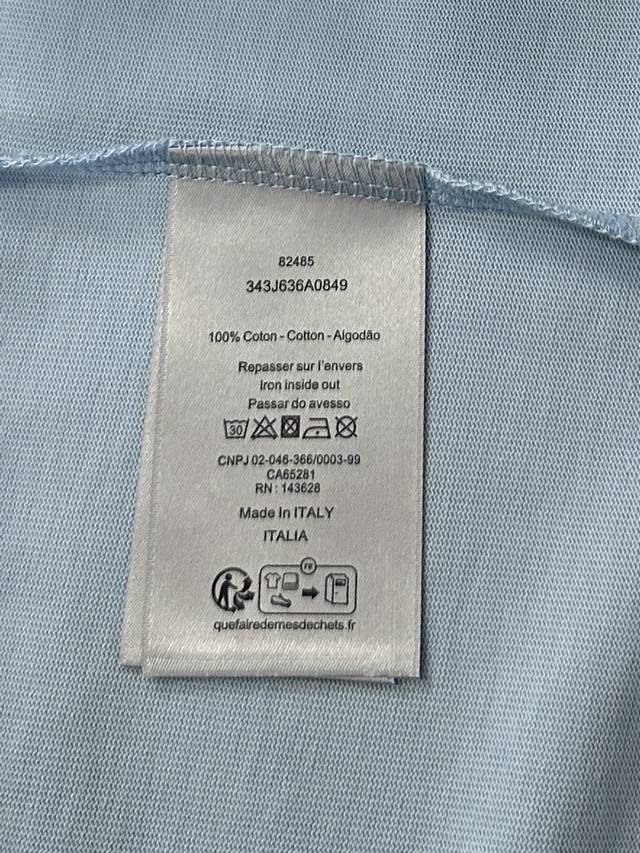 82485
343J636A0849
100% Coton - Cotton - Algodão
Repasser sur l'envers
Iron inside out
Passar do avesso
30
CNPJ 02-046-366/0003-99
CA65281
RN : 143628
Made In ITALY
ITALIA
FR
quefairedemesdechets.fr